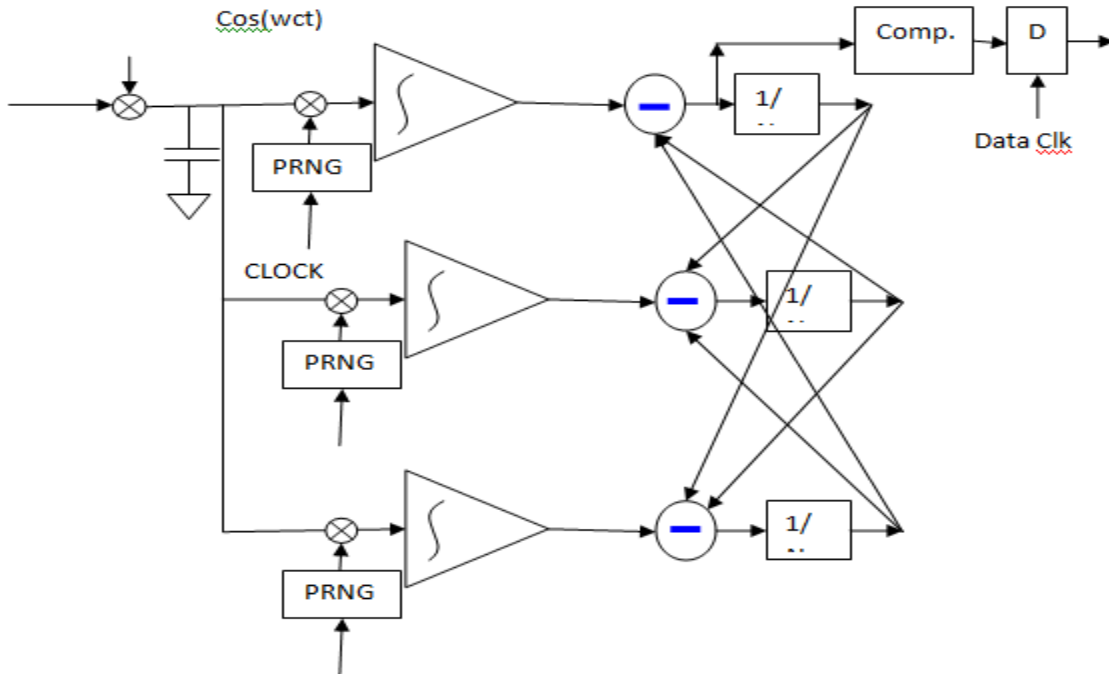 Cos(wct)
Comp.
D
1/
Data Clk
PRNG
CLOCK
1/
PRNG
1/
PRNG